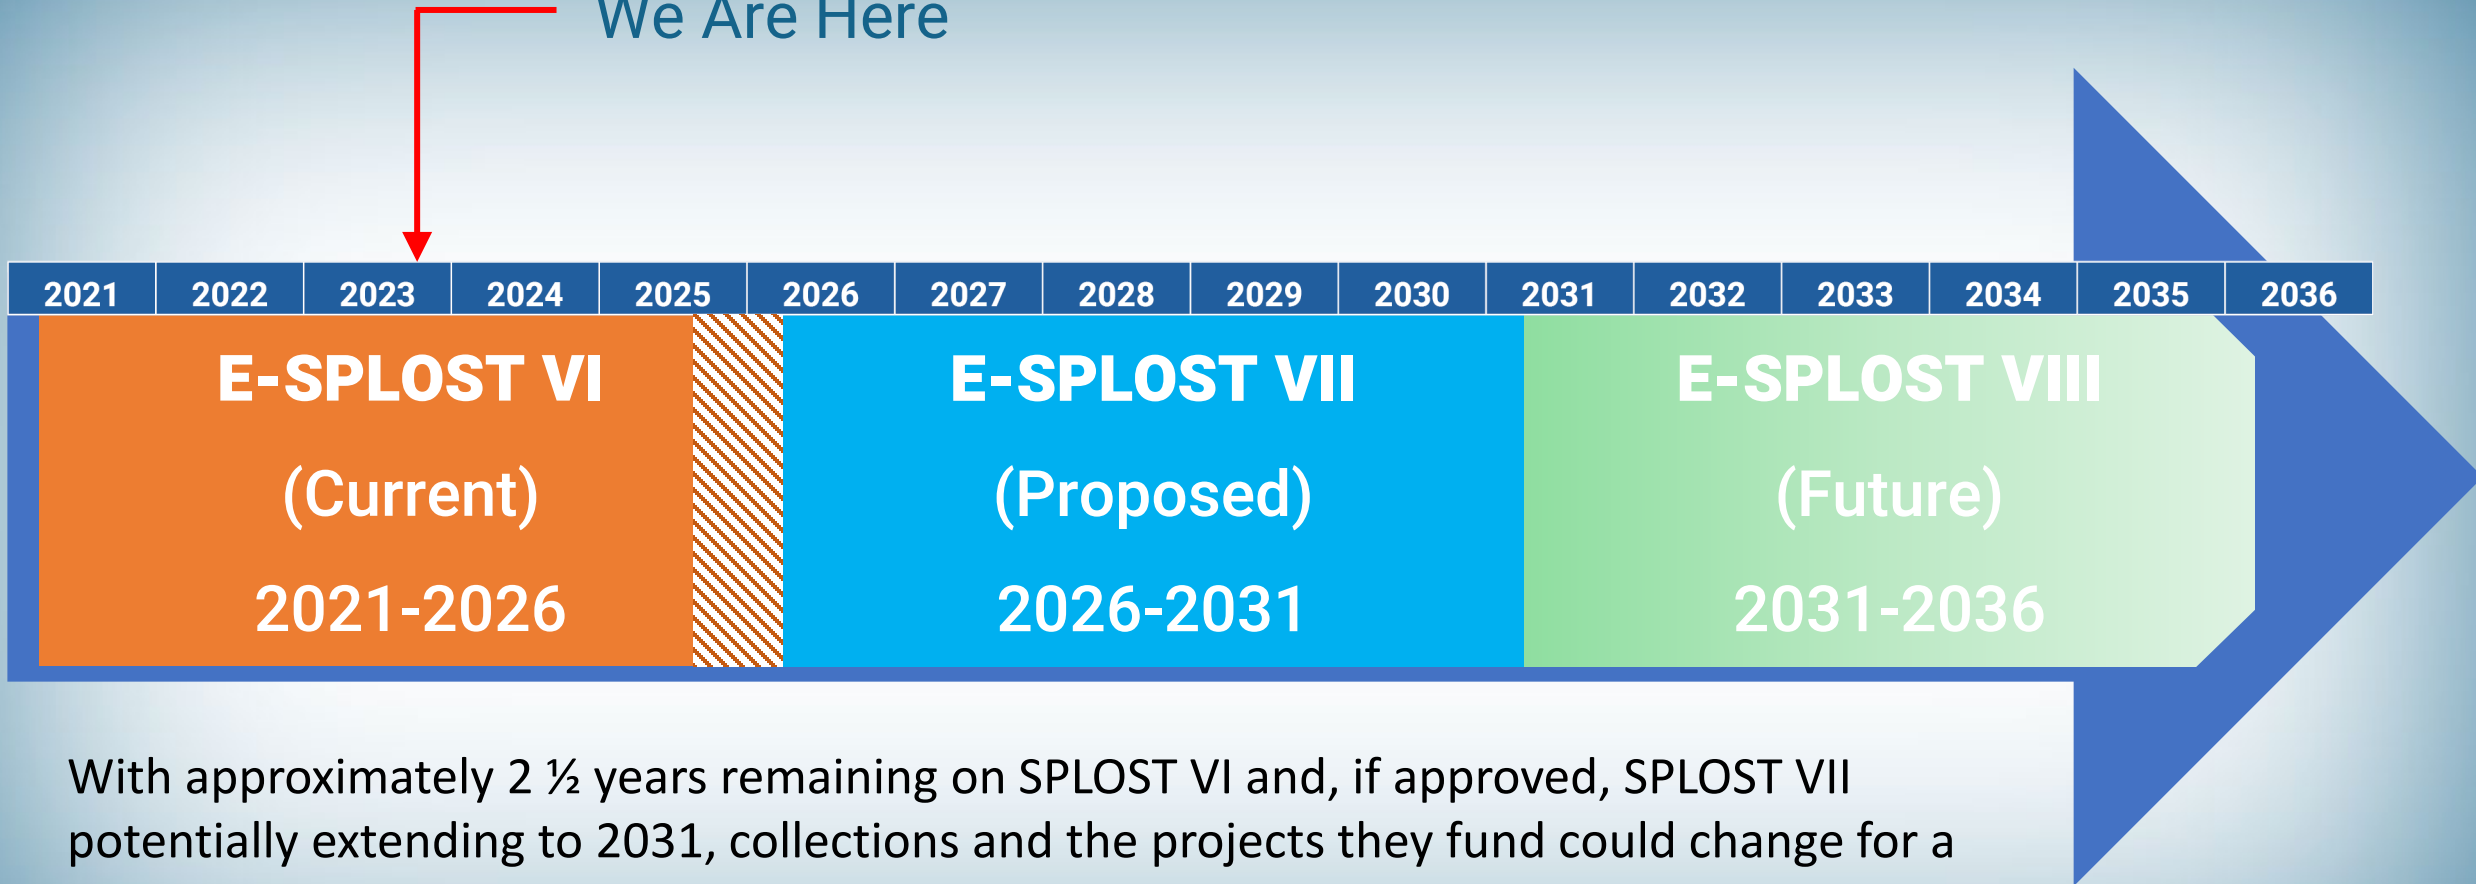 We Are Here
2021 2022 2023 2024 2025 2026 2027 2028 2029 2030 2031 2032 2033 2034 2035 2036
E-SPLOST VI
(Current)
2021-2026
E-SPLOST VII
(Proposed)
2026-2031
E-SPLOST VIII
(Future)
2031-2036
With approximately 2 ½ years remaining on SPLOST VI and, if approved, SPLOST VII
potentially extending to 2031, collections and the projects they fund could change for a